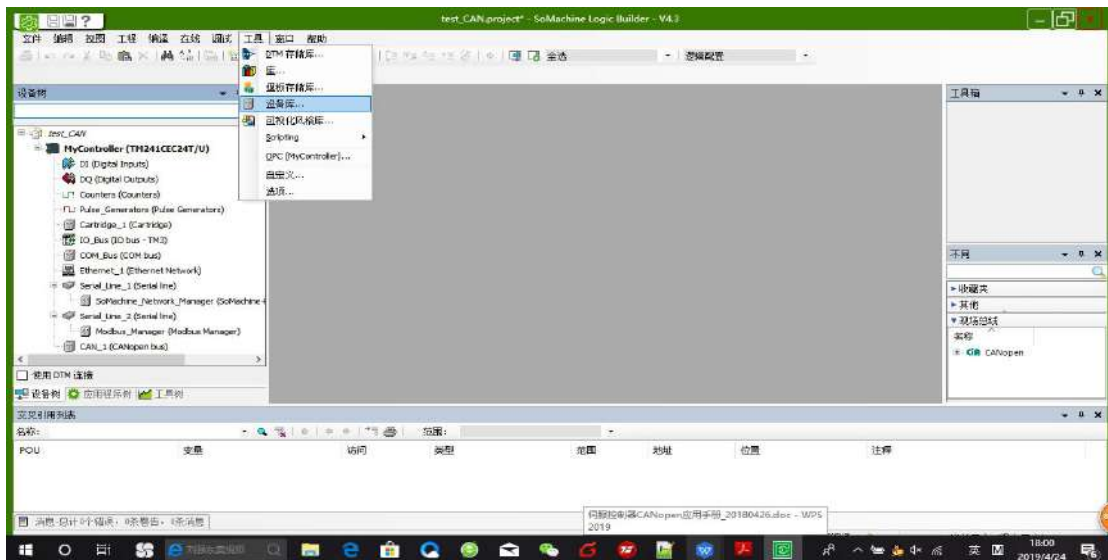 test_CAN.project* - SoMachine Logic Builder - V4.3
文件 编辑 视图 工程 编译 在线 调试 工具 窗口 帮助
DTM 存储库...
库...
模板存储库...
设备库...
可视化风格库...
Scripting
OPC (MyController)...
自定义...
选项...
全选
逻辑配置
设备树
test_CAN
MyController (TM241CEC24T/U)
DI (Digital Inputs)
DQ (Digital Outputs)
Counters (Counters)
Pulse_Generators (Pulse Generators)
Cartridge_1 (Cartridge)
IO_Bus (IO bus - TM3)
COM_Bus (COM bus)
Ethernet_1 (Ethernet Network)
Serial_Line_1 (Serial line)
SoMachine_Network_Manager (SoMachine-
Serial_Line_2 (Serial line)
Modbus_Manager (Modbus Manager)
CAN_1 (CANopen bus)
使用 DTM 连接
设备树 应用程序树 工具树
工具箱
不同
收藏夹
其他
现场总线
名称
CANopen
交叉引用列表
名称:
范围:
POU 变量 访问 类型 范围 地址 位置 注释
消息-总计0个错误, 0条警告, 0条消息
伺服控制器CANopen应用手册_20180426.doc - WPS
2019
英
18:00
2019/4/24